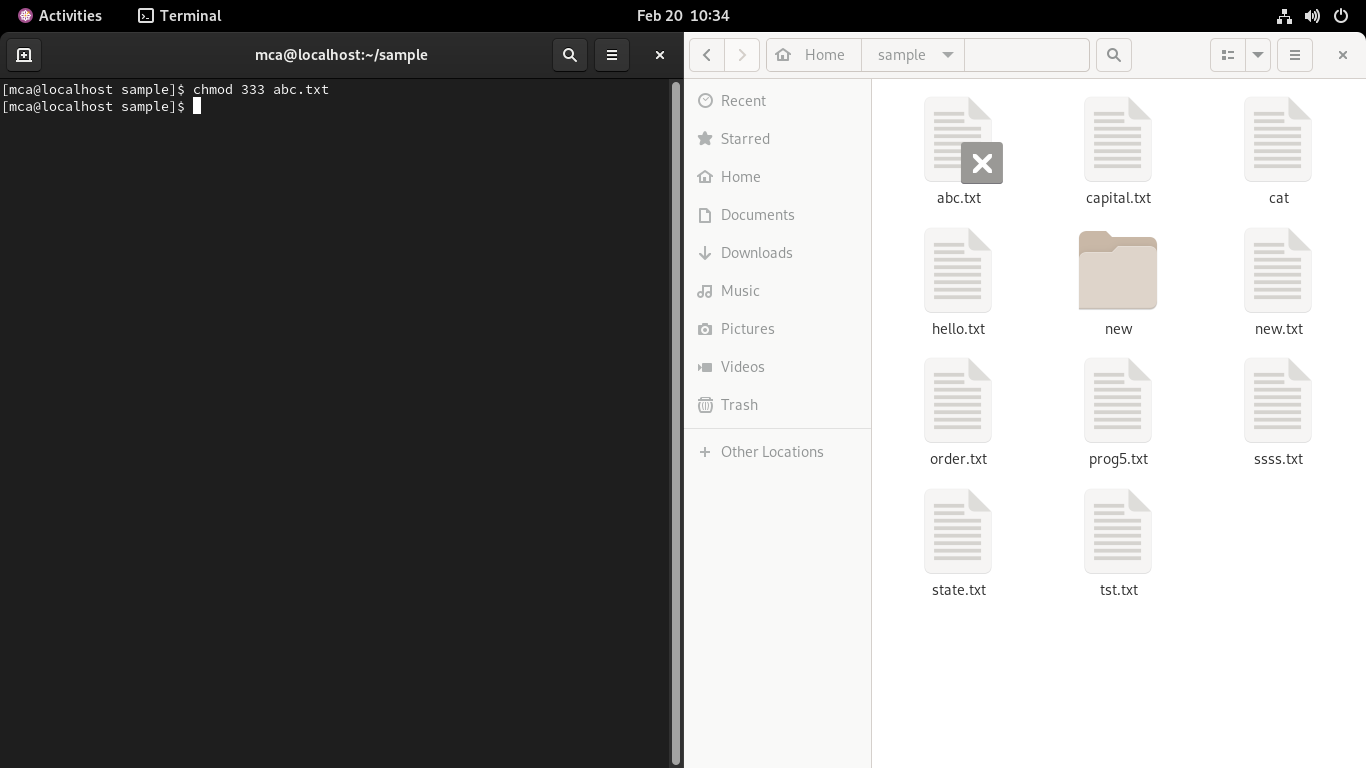 Activities Terminal Feb 20 10:34
mca@localhost:~/sample
[mca@localhost sample]$ chmod 333 abc.txt
[mca@localhost sample]$
Home sample
Recent
Starred
Home
Documents
Downloads
Music
Pictures
Videos
Trash
Other Locations
abc.txt capital.txt cat
hello.txt new new.txt
order.txt prog5.txt ssss.txt
state.txt tst.txt